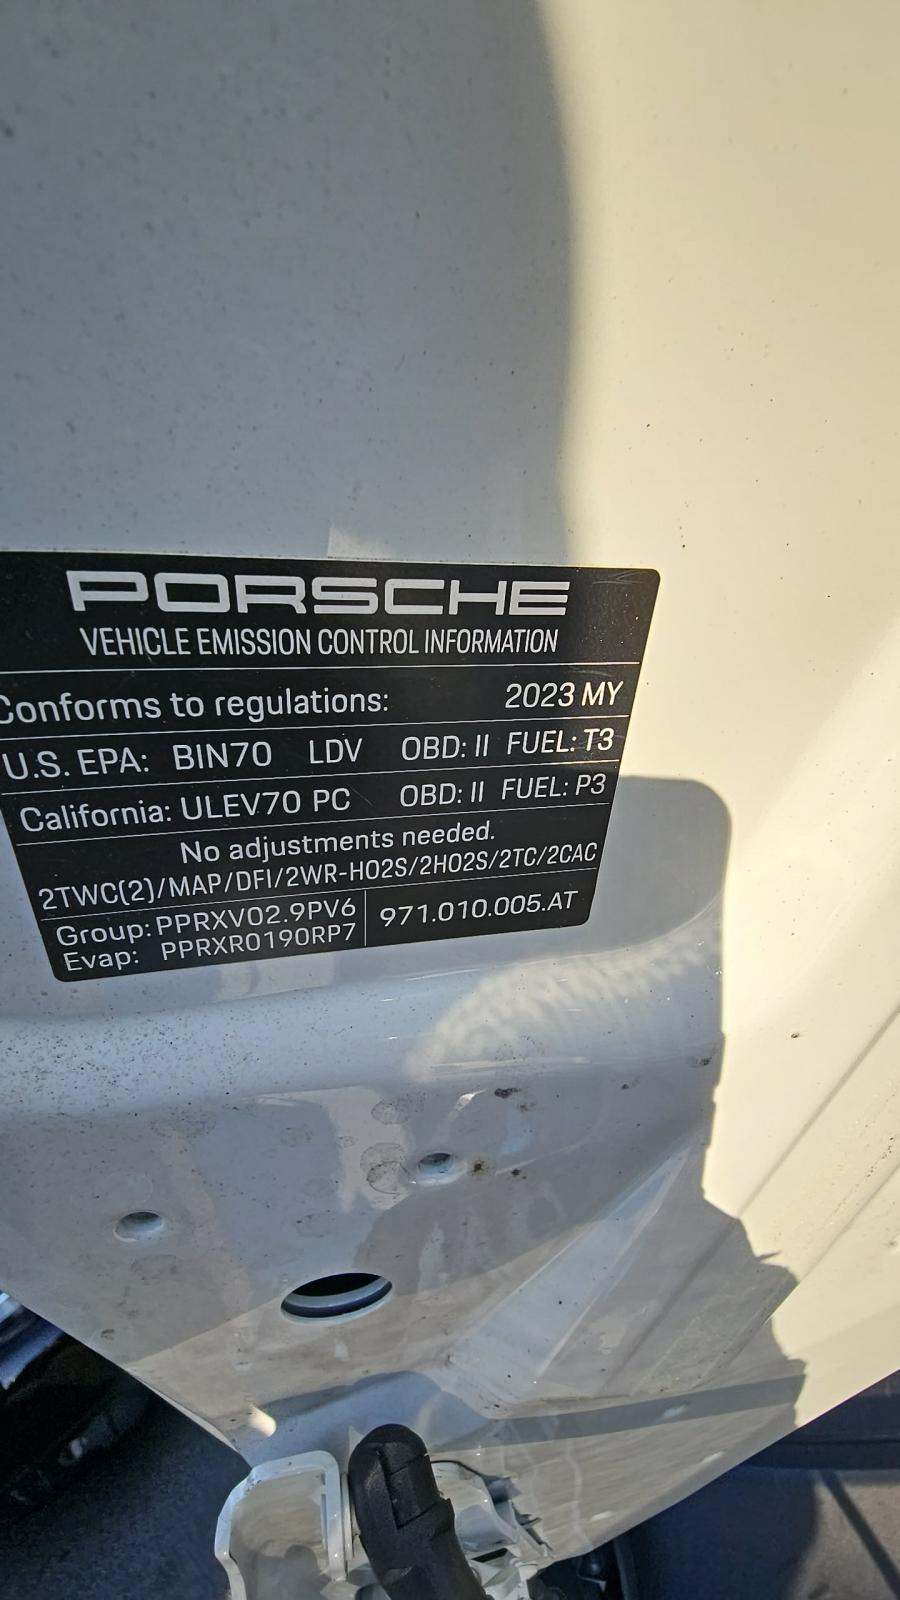 PORSCHE
VEHICLE EMISSION CONTROL INFORMATION
Conforms to regulations: 2023 MY
U.S. EPA: BIN70 LDV OBD: II FUEL: T3
California: ULEV70 PC OBD: II FUEL: P3
No adjustments needed.
2TWC(2)/MAP/DFI/2WR-HO2S/2HO2S/2TC/2CAC
Group: PPRXV02.9PV6 971.010.005.AT
Evap: PPRXR0190RP7